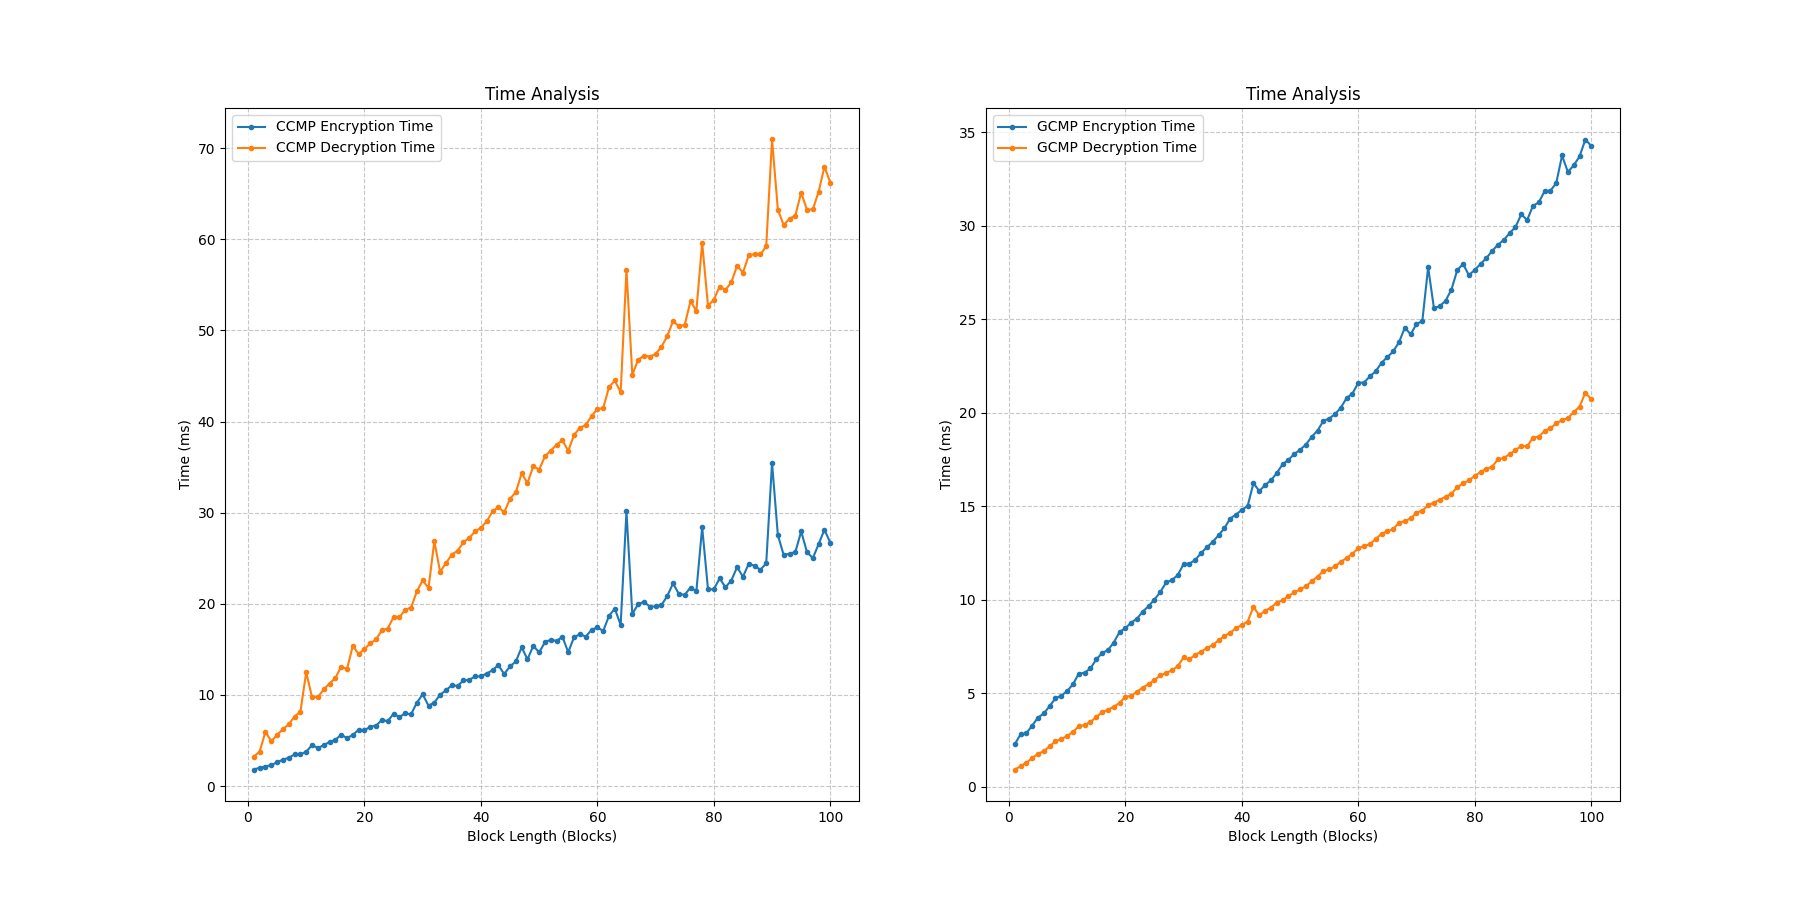 Time Analysis
CCMP Encryption Time
CCMP Decryption Time
70
60
50
40
30
20
10
0
Time (ms)
0 20 40 60 80 100
Block Length (Blocks)
Time Analysis
GCMP Encryption Time
GCMP Decryption Time
35
30
25
20
15
10
5
0
Time (ms)
0 20 40 60 80 100
Block Length (Blocks)